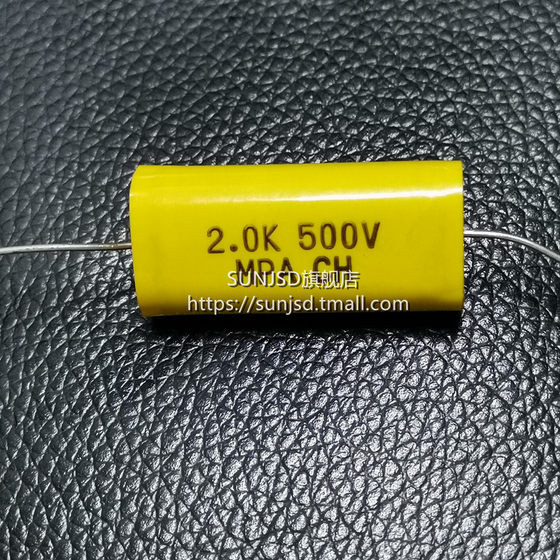 2.0K 500V
MPA CH
SUNJSD旗舰店
https://sunjsd.tmall.com/